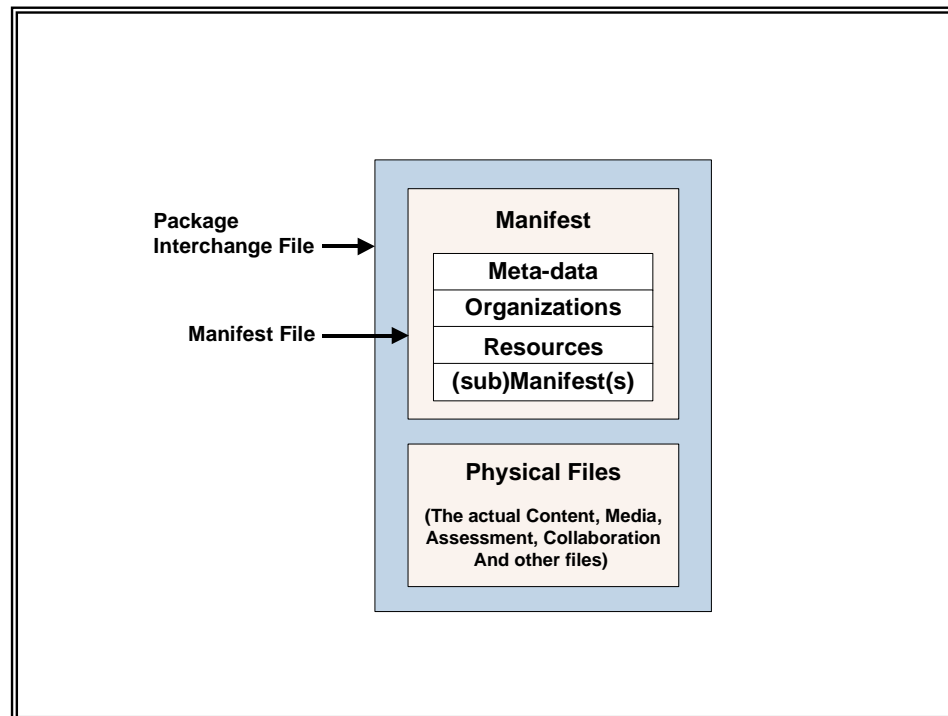 Package
Interchange File
Manifest File
Manifest
Meta-data
Organizations
Resources
(sub)Manifest(s)
Physical Files
(The actual Content, Media,
Assessment, Collaboration
And other files)